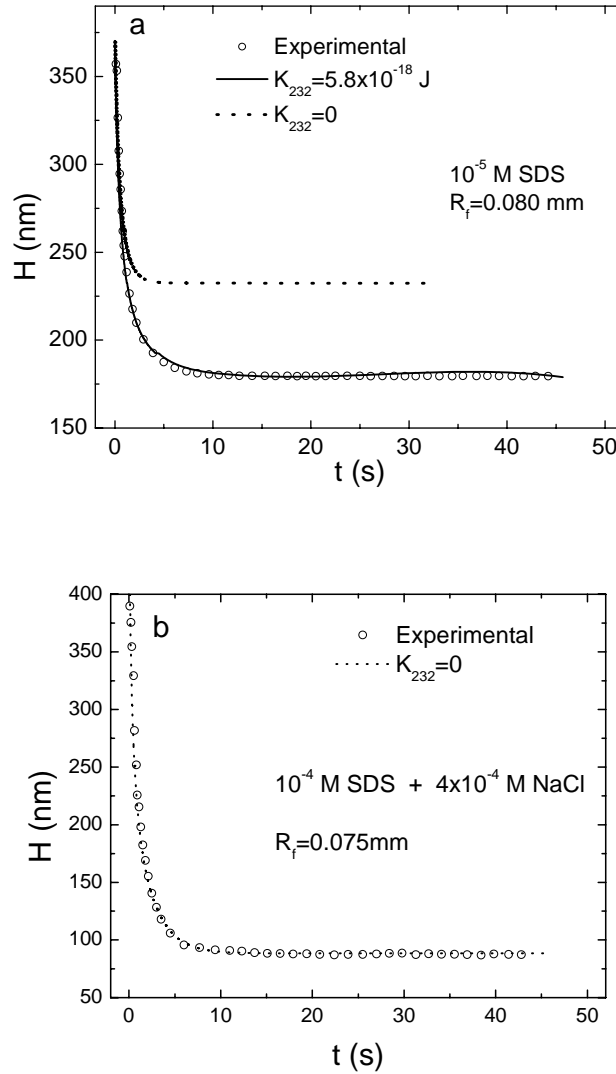 a
Experimental
K₂₃₂=5.8x10⁻¹⁸ J
K₂₃₂=0
10⁻⁵ M SDS
R_f=0.080 mm
H (nm)
350
300
250
200
150
0 10 20 30 40 50
t (s)
b
Experimental
K₂₃₂=0
10⁻⁴ M SDS + 4x10⁻⁴ M NaCl
R_f=0.075mm
H (nm)
400
350
300
250
200
150
100
50
0 10 20 30 40 50
t (s)